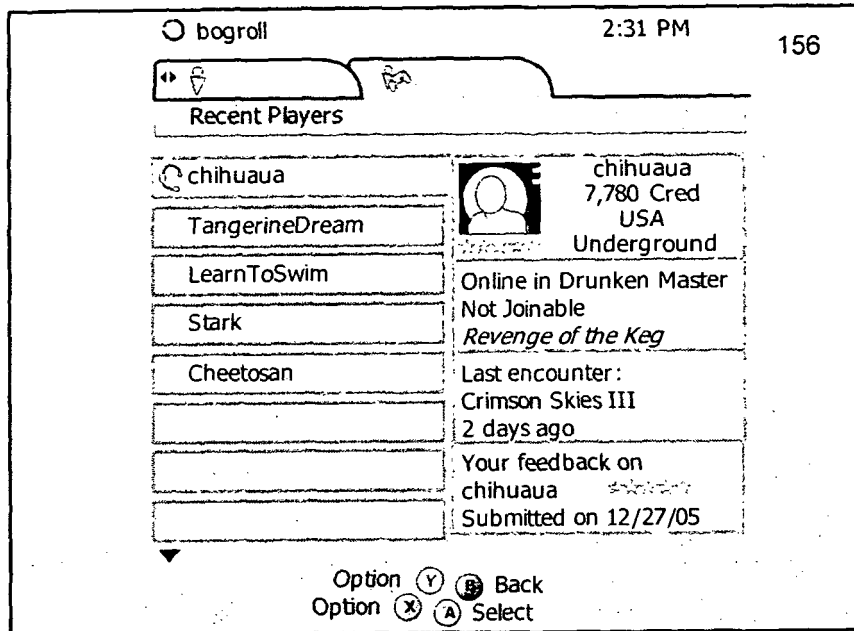 bogroll 2:31 PM
156
Recent Players
chihuaua
TangerineDream
LearnToSwim
Stark
Cheetosan
chihuaua
7,780 Cred
USA
Underground
Online in Drunken Master
Not Joinable
Revenge of the Keg
Last encounter:
Crimson Skies III
2 days ago
Your feedback on
chihuaua
Submitted on 12/27/05
Option Y B Back
Option X A Select